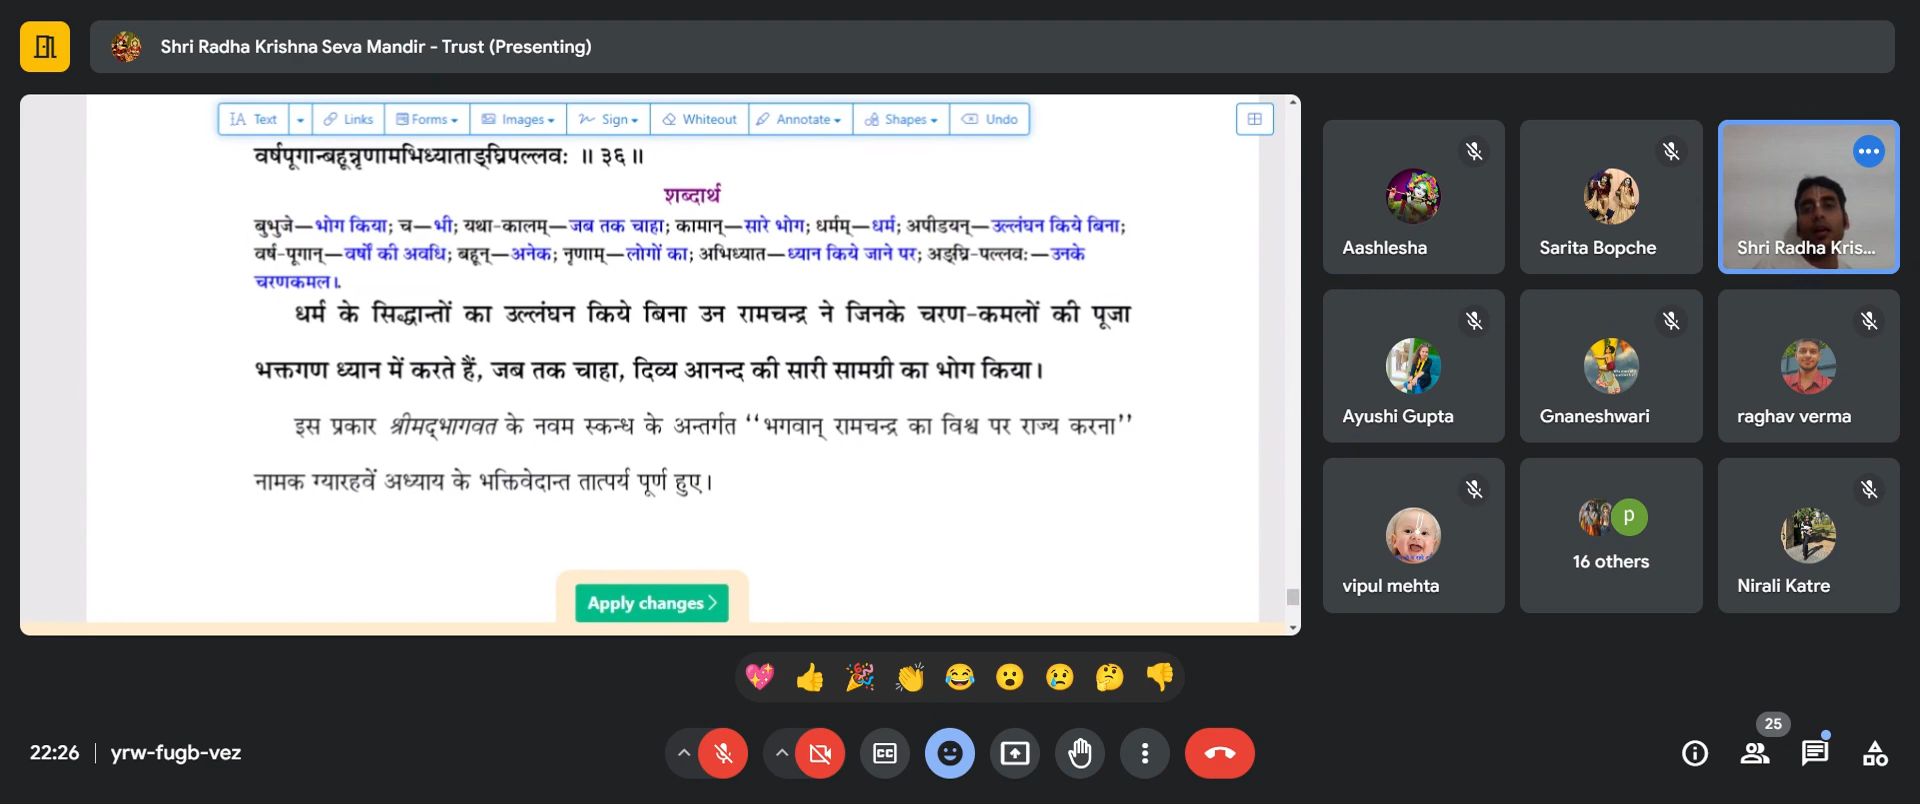 Shri Radha Krishna Seva Mandir - Trust (Presenting)
Text Links Forms Images Sign Whiteout Annotate Shapes Undo
वर्षपूगान्बहून्नृणामभिध्याताङ्घ्रिपल्लवः ॥ ३६ ॥
शब्दार्थ
बुभुजे—भोग किया; च—भी; यथा-कालम्—जब तक चाहा; कामान्—सारे भोग; धर्मम्—धर्म; अपीडयन्—उल्लंघन किये बिना;
वर्ष-पूगान्—वर्षों की अवधि; बहून्—अनेक; नृणाम्—लोगों का; अभिध्यात—ध्यान किये जाने पर; अङ्घ्रि-पल्लवः—उनके
चरणकमल।.
धर्म के सिद्धान्तों का उल्लंघन किये बिना उन रामचन्द्र ने जिनके चरण-कमलों की पूजा
भक्तगण ध्यान में करते हैं, जब तक चाहा, दिव्य आनन्द की सारी सामग्री का भोग किया।
इस प्रकार श्रीमद्‌भागवत के नवम स्कन्ध के अन्तर्गत ‘‘भगवान् रामचन्द्र का विश्व पर राज्य करना’’
नामक ग्यारहवें अध्याय के भक्तिवेदान्त तात्पर्य पूर्ण हुए।
Apply changes
Aashlesha
Sarita Bopche
Shri Radha Kris...
Ayushi Gupta
Gnaneshwari
raghav verma
vipul mehta
p
16 others
Nirali Katre
22:26 | yrw-fugb-vez
CC
25